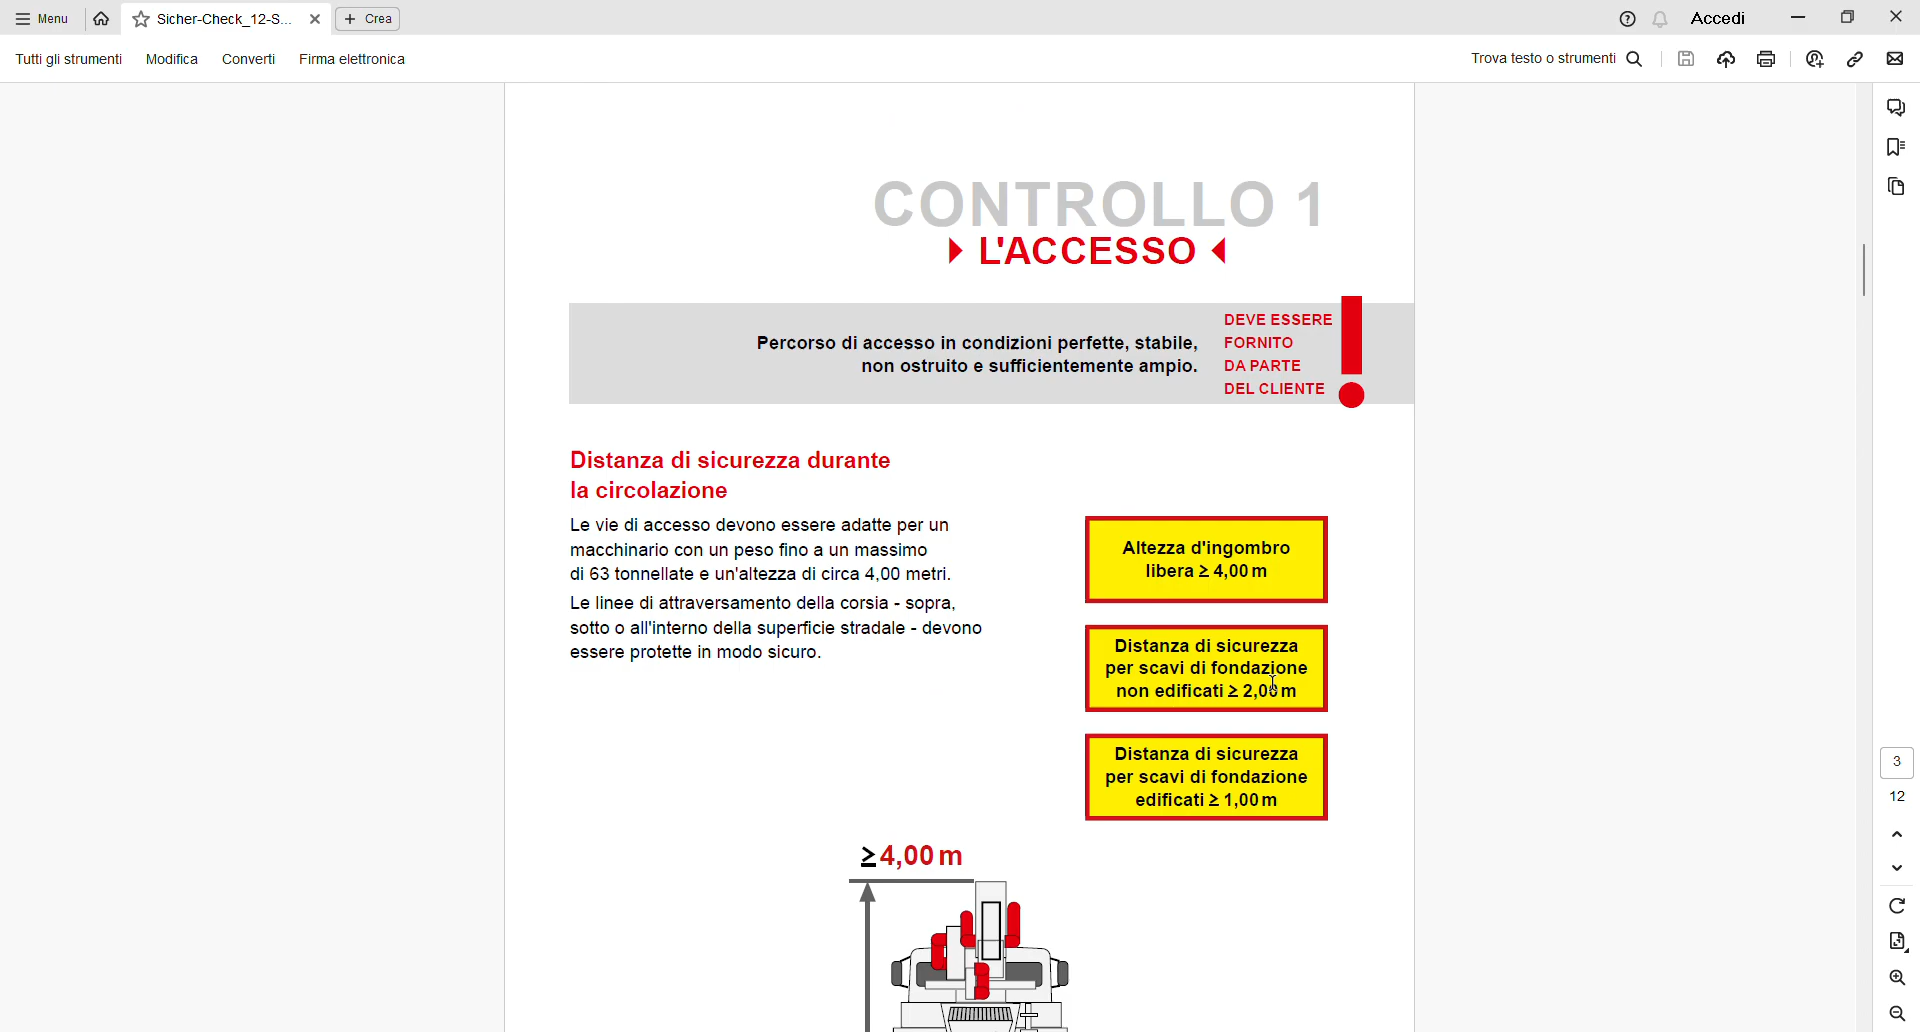 Menu
Sicher-Check_12-S...
Crea
Accedi
Tutti gli strumenti
Modifica
Converti
Firma elettronica
Trova testo o strumenti
CONTROLLO 1
L'ACCESSO
Percorso di accesso in condizioni perfette, stabile,
non ostruito e sufficientemente ampio.
DEVE ESSERE
FORNITO
DA PARTE
DEL CLIENTE
Distanza di sicurezza durante
la circolazione
Le vie di accesso devono essere adatte per un
macchinario con un peso fino a un massimo
di 63 tonnellate e un'altezza di circa 4,00 metri.
Le linee di attraversamento della corsia - sopra,
sotto o all'interno della superficie stradale - devono
essere protette in modo sicuro.
Altezza d'ingombro
libera ≥ 4,00 m
Distanza di sicurezza
per scavi di fondazione
non edificati ≥ 2,00 m
Distanza di sicurezza
per scavi di fondazione
edificati ≥ 1,00 m
≥ 4,00 m
3
12